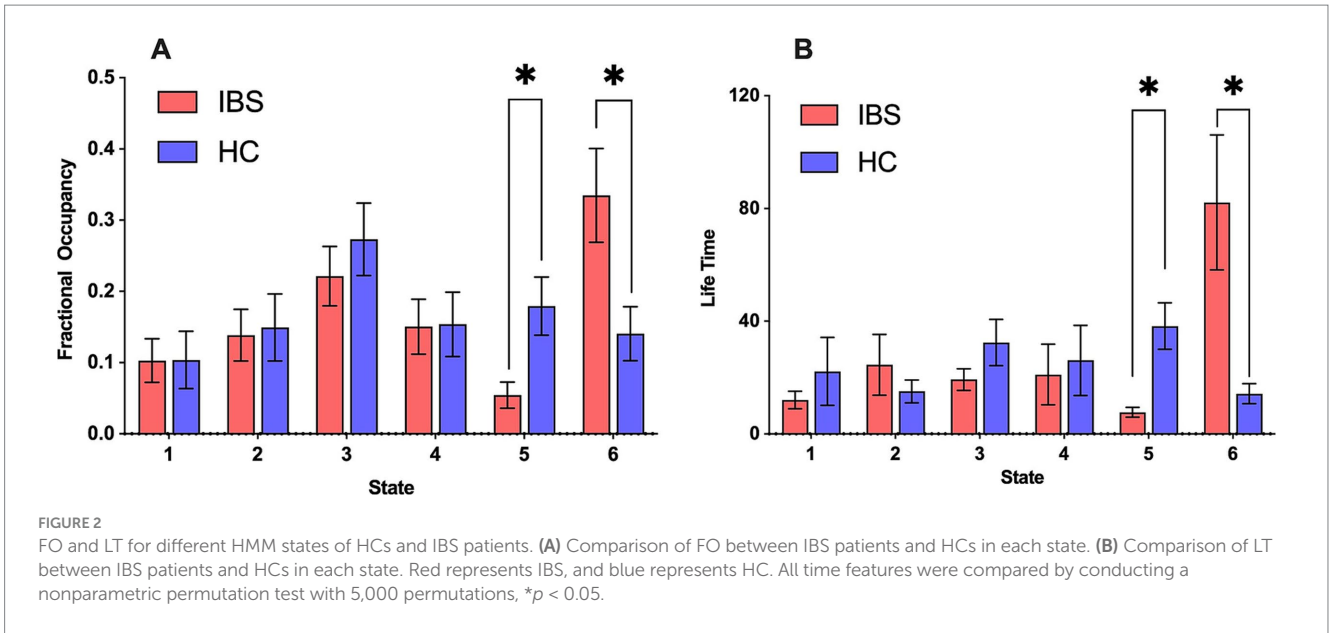 A
*
*
0.5
IBS
HC
0.4
0.3
0.2
0.1
0.0
Fractional Occupancy
1 2 3 4 5 6
State
B
*
*
120
IBS
HC
80
40
0
Life Time
1 2 3 4 5 6
State
FIGURE 2
FO and LT for different HMM states of HCs and IBS patients. (A) Comparison of FO between IBS patients and HCs in each state. (B) Comparison of LT
between IBS patients and HCs in each state. Red represents IBS, and blue represents HC. All time features were compared by conducting a
nonparametric permutation test with 5,000 permutations, *p < 0.05.